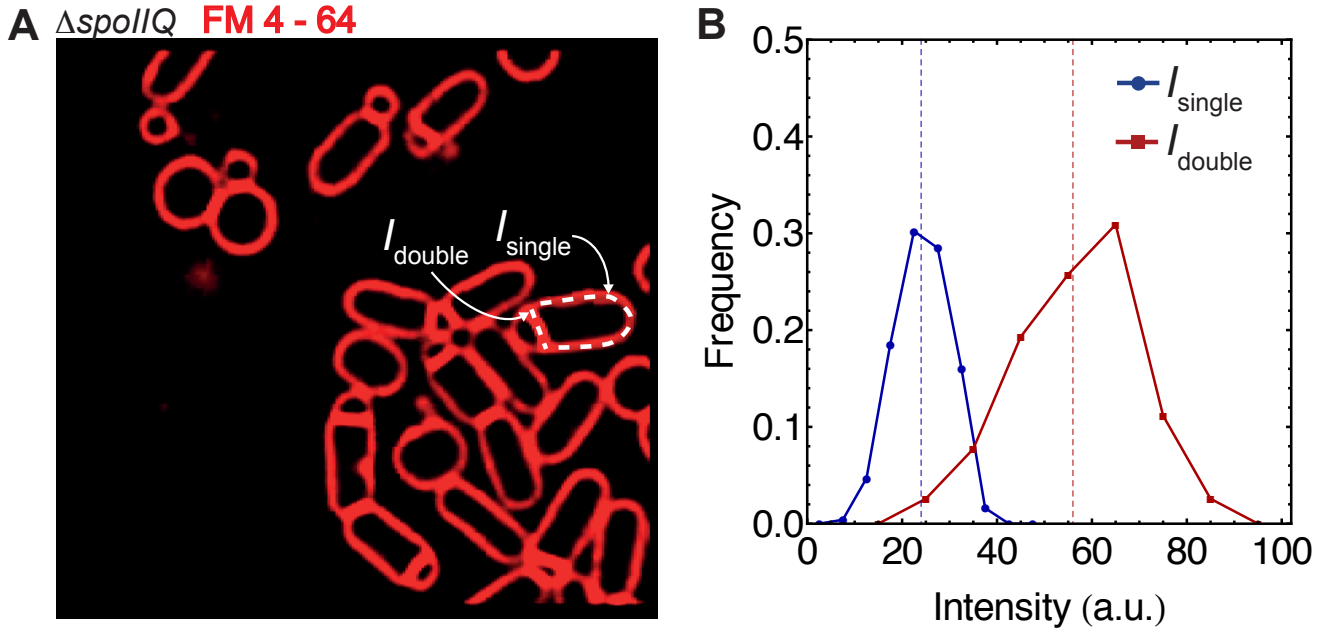 A ΔspoIIQ FM 4 - 64
I double
I single
B
0.5
0.4
0.3
0.2
0.1
0.0
Frequency
I single
I double
0 20 40 60 80 100
Intensity (a.u.)